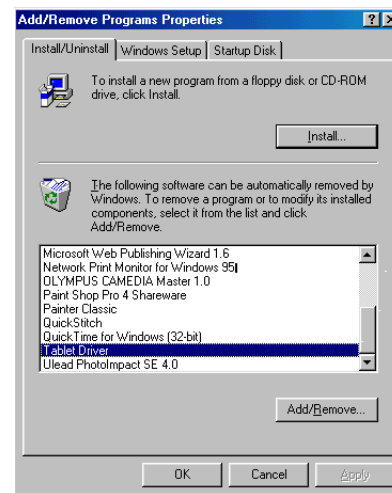 Add/Remove Programs Properties
Install/Uninstall Windows Setup Startup Disk
To install a new program from a floppy disk or CD-ROM
drive, click Install.
Install...
The following software can be automatically removed by
Windows. To remove a program or to modify its installed
components, select it from the list and click
Add/Remove.
Microsoft Web Publishing Wizard 1.6
Network Print Monitor for Windows 95
OLYMPUS CAMEDIA Master 1.0
Paint Shop Pro 4 Shareware
Painter Classic
QuickStitch
QuickTime for Windows (32-bit)
Tablet Driver
Ulead PhotoImpact SE 4.0
Add/Remove...
OK Cancel Apply